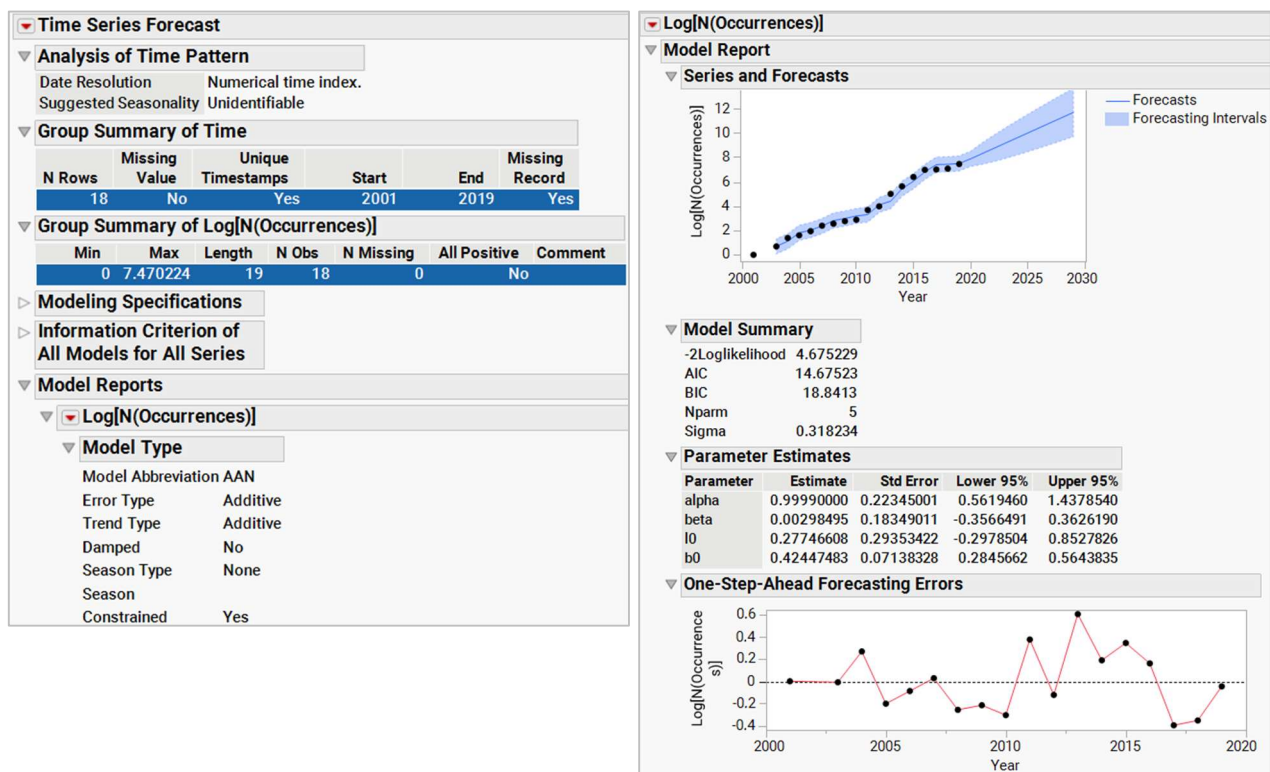 Time Series Forecast
Analysis of Time Pattern
Date Resolution Numerical time index.
Suggested Seasonality Unidentifiable
Group Summary of Time
Missing Unique Missing
N Rows Value Timestamps Start End Record
18 No Yes 2001 2019 Yes
Group Summary of Log[N(Occurrences)]
Min Max Length N Obs N Missing All Positive Comment
0 7.470224 19 18 0 No
Modeling Specifications
Information Criterion of
All Models for All Series
Model Reports
Log[N(Occurrences)]
Model Type
Model Abbreviation AAN
Error Type Additive
Trend Type Additive
Damped No
Season Type None
Season
Constrained Yes
Log[N(Occurrences)]
Model Report
Series and Forecasts
Log[N(Occurrences)]
12
10
8
6
4
2
0
2000 2005 2010 2015 2020 2025 2030
Year
Forecasts
Forecasting Intervals
Model Summary
-2Loglikelihood 4.675229
AIC 14.67523
BIC 18.8413
Nparm 5
Sigma 0.318234
Parameter Estimates
Parameter Estimate Std Error Lower 95% Upper 95%
alpha 0.99990000 0.22345001 0.5619460 1.4378540
beta 0.00298495 0.18349011 -0.3566491 0.3626190
l0 0.27746608 0.29353422 -0.2978504 0.8527826
b0 0.42447483 0.07138328 0.2845662 0.5643835
One-Step-Ahead Forecasting Errors
Log[N(Occurrence
s)]
0.6
0.4
0.2
0
-0.2
-0.4
2000 2005 2010 2015 2020
Year